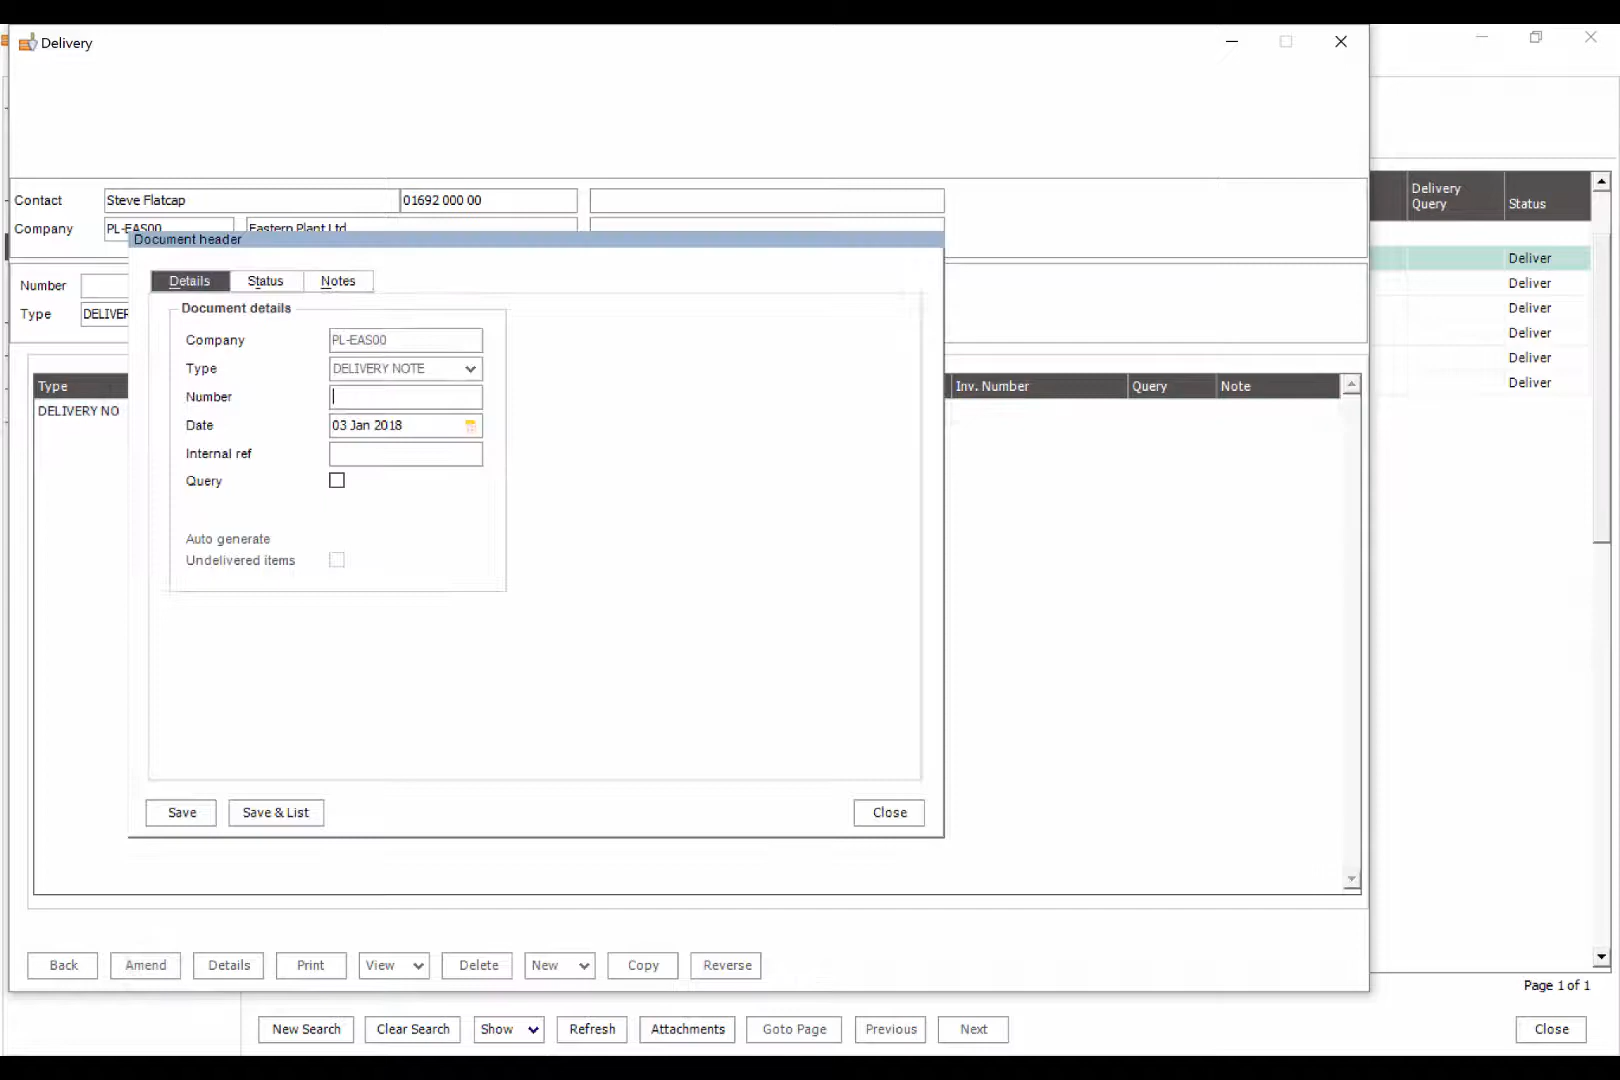 Delivery
Contact Steve Flatcap 01692 000 00
Company PL-EAS00 Eastern Plant Ltd
Document header
Delivery Query Status
Number
Type DELIVER
Details Status Notes
Document details
Company PL-EAS00
Type DELIVERY NOTE
Number
Date 03 Jan 2018
Internal ref
Query
Auto generate
Undelivered items
Save Save & List Close
Type Inv. Number Query Note
DELIVERY NO
Deliver
Deliver
Deliver
Deliver
Deliver
Deliver
Back Amend Details Print View Delete New Copy Reverse
Page 1 of 1
New Search Clear Search Show Refresh Attachments Goto Page Previous Next Close